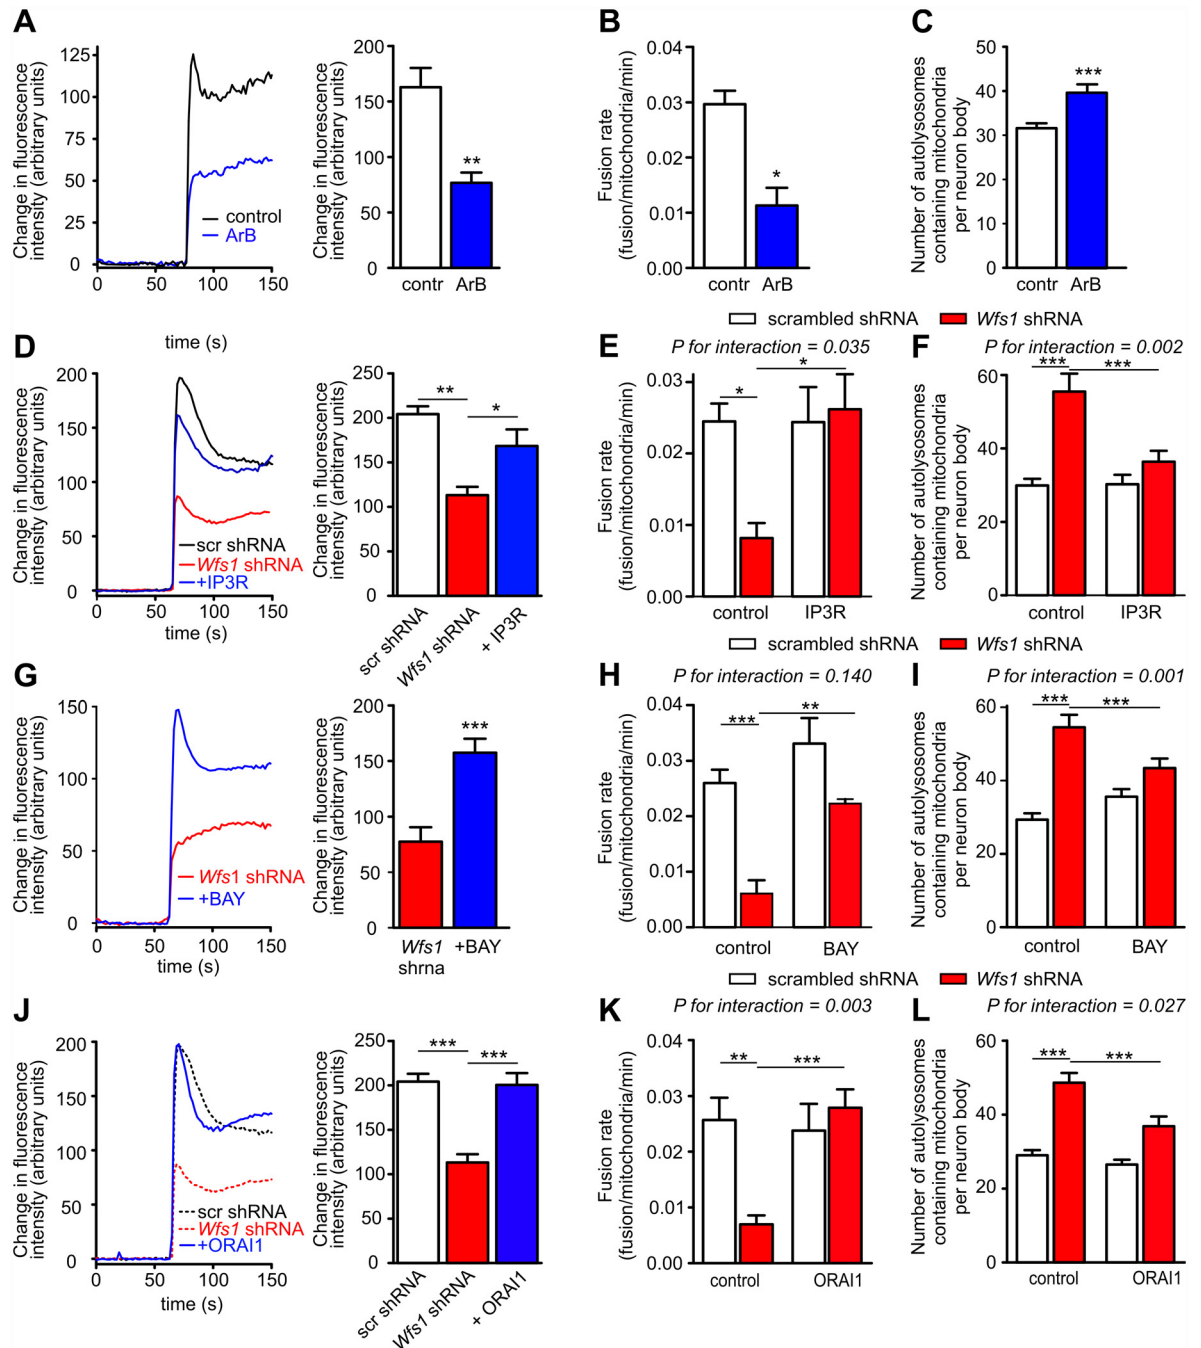 A
Change in fluorescence
intensity (arbitrary units)
125
100
75
50
25
0
0 50 100 150
control
ArB
time (s)
Change in fluorescence
intensity (arbitrary units)
200
150
100
50
0
**
contr ArB
B
Fusion rate
(fusion/mitochondria/min)
0.04
0.03
0.02
0.01
0.00
*
contr ArB
C
Number of autolysosomes
containing mitochondria
per neuron body
50
40
30
20
10
0
***
contr ArB
scrambled shRNA Wfs1 shRNA
D
Change in fluorescence
intensity (arbitrary units)
200
150
100
50
0
0 50 100 150
scr shRNA
Wfs1 shRNA
+IP3R
time (s)
Change in fluorescence
intensity (arbitrary units)
250
200
150
100
50
0
** *
scr shRNA
Wfs1 shRNA
+ IP3R
E
P for interaction = 0.035
Fusion rate
(fusion/mitochondria/min)
0.03
0.02
0.01
0.00
* *
control IP3R
F
P for interaction = 0.002
Number of autolysosomes
containing mitochondria
per neuron body
60
40
20
0
*** ***
control IP3R
scrambled shRNA Wfs1 shRNA
G
Change in fluorescence
intensity (arbitrary units)
150
100
50
0
0 50 100 150
Wfs1 shRNA
+BAY
time (s)
Change in fluorescence
intensity (arbitrary units)
200
150
100
50
0
***
Wfs1 +BAY
shrna
H
P for interaction = 0.140
Fusion rate
(fusion/mitochondria/min)
0.04
0.03
0.02
0.01
0.00
*** **
control BAY
I
P for interaction = 0.001
Number of autolysosomes
containing mitochondria
per neuron body
60
40
20
0
*** ***
control BAY
scrambled shRNA Wfs1 shRNA
J
Change in fluorescence
intensity (arbitrary units)
200
150
100
50
0
0 50 100 150
scr shRNA
Wfs1 shRNA
+ORAI1
time (s)
Change in fluorescence
intensity (arbitrary units)
250
200
150
100
50
0
*** ***
scr shRNA
Wfs1 shRNA
+ ORAI1
K
P for interaction = 0.003
Fusion rate
(fusion/mitochondria/min)
0.04
0.03
0.02
0.01
0.00
** ***
control ORAI1
L
P for interaction = 0.027
Number of autolysosomes
containing mitochondria
per neuron body
60
40
20
0
*** ***
control ORAI1